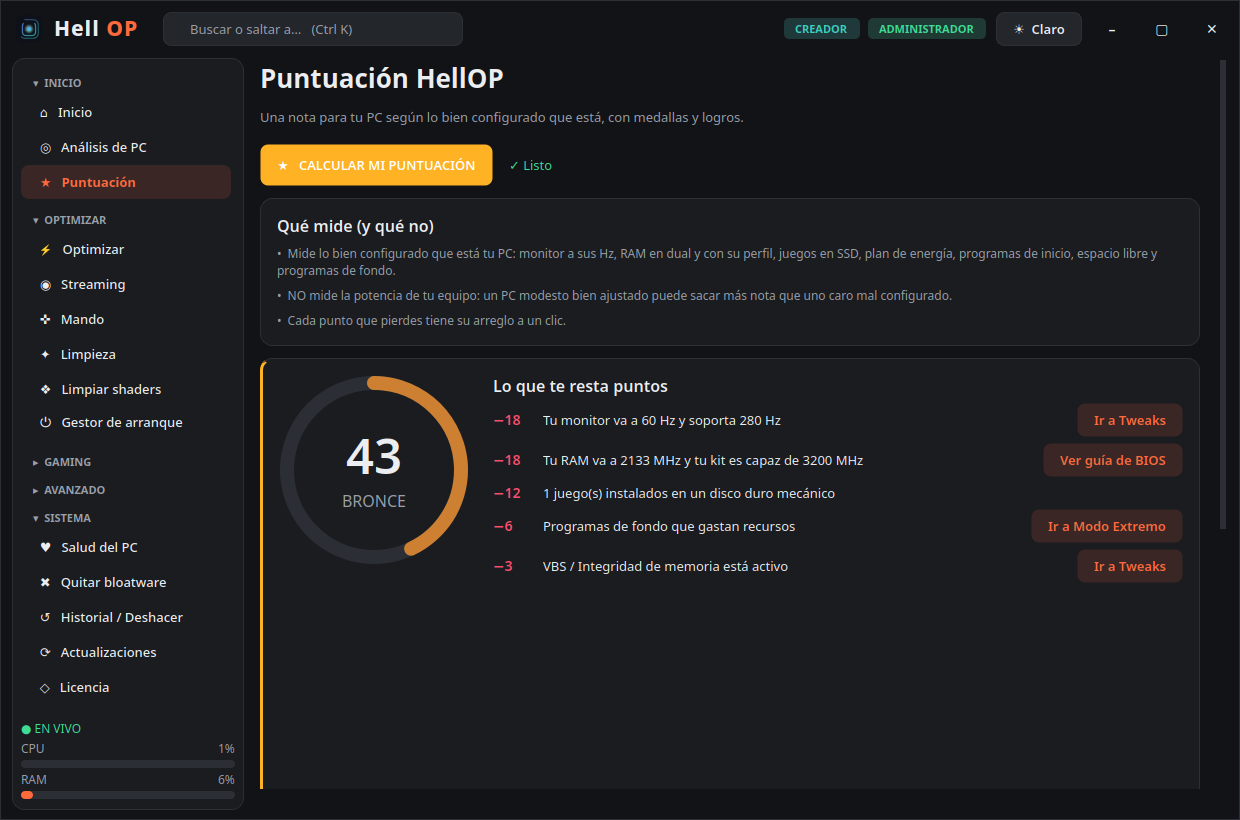 Hell OP
Buscar o saltar a... (Ctrl K)
CREADOR
ADMINISTRADOR
☀ Claro
▾ INICIO
⌂ Inicio
◎ Análisis de PC
★ Puntuación
▾ OPTIMIZAR
⚡ Optimizar
◉ Streaming
✜ Mando
✦ Limpieza
❖ Limpiar shaders
⏻ Gestor de arranque
▸ GAMING
▸ AVANZADO
▾ SISTEMA
♥ Salud del PC
✖ Quitar bloatware
↺ Historial / Deshacer
⟳ Actualizaciones
◇ Licencia
● EN VIVO
CPU 1%
RAM 6%
Puntuación HellOP
Una nota para tu PC según lo bien configurado que está, con medallas y logros.
★ CALCULAR MI PUNTUACIÓN
✓ Listo
Qué mide (y qué no)
• Mide lo bien configurado que está tu PC: monitor a sus Hz, RAM en dual y con su perfil, juegos en SSD, plan de energía, programas de inicio, espacio libre y
programas de fondo.
• NO mide la potencia de tu equipo: un PC modesto bien ajustado puede sacar más nota que uno caro mal configurado.
• Cada punto que pierdes tiene su arreglo a un clic.
43
BRONCE
Lo que te resta puntos
−18 Tu monitor va a 60 Hz y soporta 280 Hz Ir a Tweaks
−18 Tu RAM va a 2133 MHz y tu kit es capaz de 3200 MHz Ver guía de BIOS
−12 1 juego(s) instalados en un disco duro mecánico
−6 Programas de fondo que gastan recursos Ir a Modo Extremo
−3 VBS / Integridad de memoria está activo Ir a Tweaks